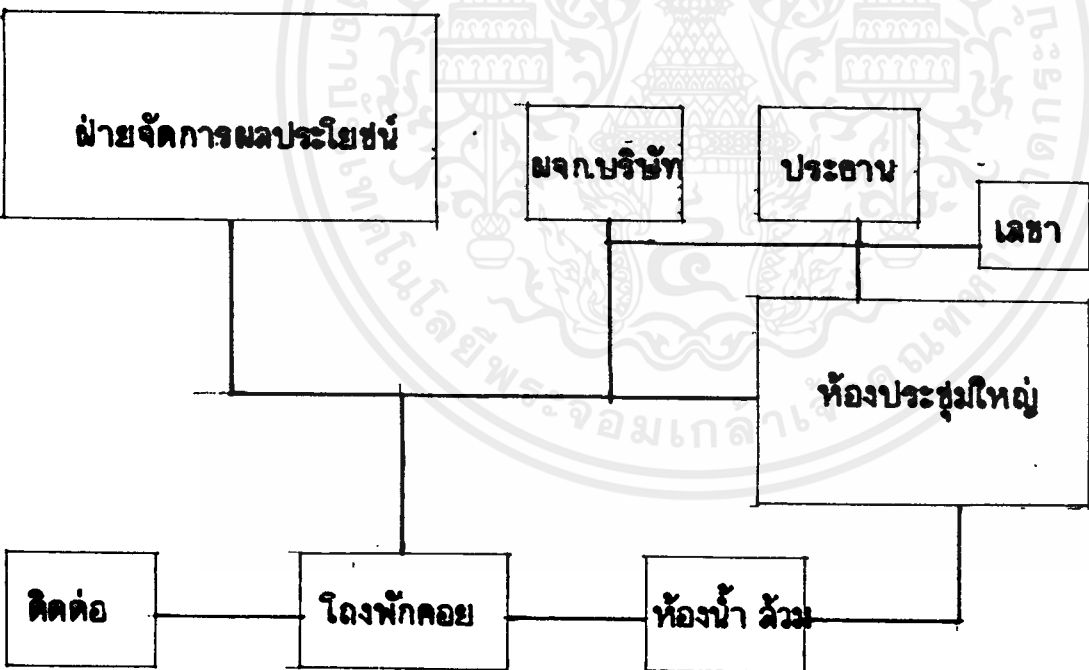 ฝ่ายจัดการผลประโยชน์
ผจก.บริษัท
ประธาน
เลขา
ห้องประชุมใหญ่
ติดต่อ
โถงพักคอย
ห้องน้ำ ส้วม